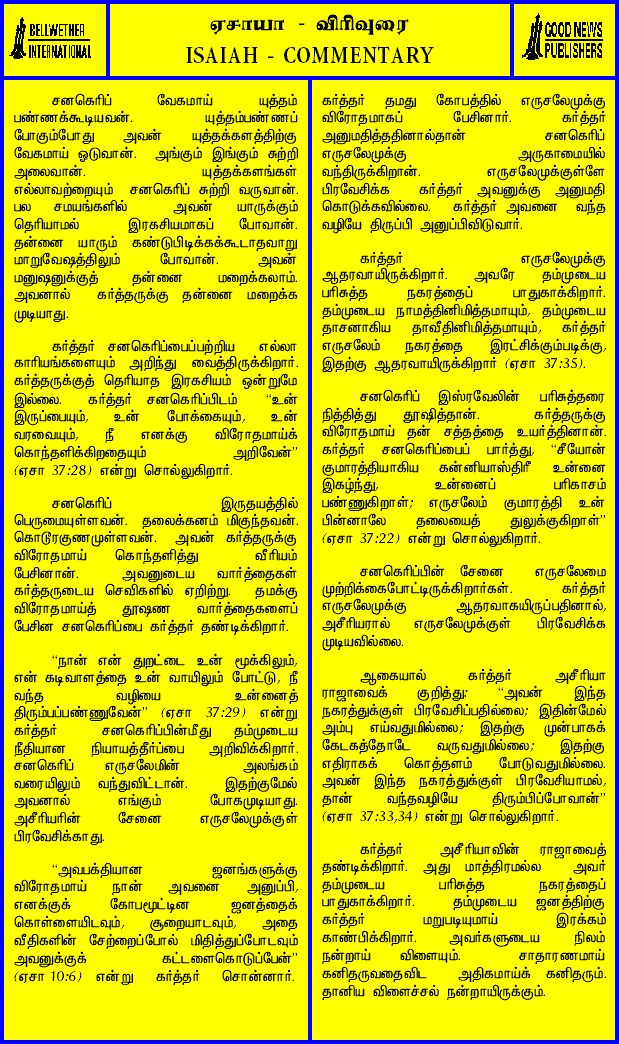 BELLWETHER
INTERNATIONAL
ஏசாயா - விரிவுரை
ISAIAH - COMMENTARY
GOOD NEWS
PUBLISHERS
சனகெரிப் வேகமாய் யுத்தம்
பண்ணக்கூடியவன். யுத்தம்பண்ணப்
போகும்போது அவன் யுத்தக்களத்திற்கு
வேகமாய் ஓடுவான். அங்கும் இங்கும் சுற்றி
அலைவான். யுத்தக்களங்கள்
எல்லாவற்றையும் சனகெரிப் சுற்றி வருவான்.
பல சமயங்களில் அவன் யாருக்கும்
தெரியாமல் இரகசியமாகப் போவான்.
தன்னை யாரும் கண்டுபிடிக்கக்கூடாதவாறு
மாறுவேஷத்திலும் போவான். அவன்
மனுஷனுக்குத் தன்னை மறைக்கலாம்.
அவனால் கர்த்தருக்கு தன்னை மறைக்க
முடியாது.
கர்த்தர் சனகெரிப்பைப்பற்றிய எல்லா
காரியங்களையும் அறிந்து வைத்திருக்கிறார்.
கர்த்தருக்குத் தெரியாத இரகசியம் ஒன்றுமே
இல்லை. கர்த்தர் சனகெரிப்பிடம் “உன்
இருப்பையும், உன் போக்கையும், உன்
வரவையும், நீ எனக்கு விரோதமாய்க்
கொந்தளிக்கிறதையும் அறிவேன்”
(ஏசா 37:28) என்று சொல்லுகிறார்.
சனகெரிப் இருதயத்தில்
பெருமையுள்ளவன். தலைக்கனம் மிகுந்தவன்.
கொடூரகுணமுள்ளவன். அவன் கர்த்தருக்கு
விரோதமாய் கொந்தளித்து வீரியம்
பேசினான். அவனுடைய வார்த்தைகள்
கர்த்தருடைய செவிகளில் ஏறிற்று. தமக்கு
விரோதமாய்த் தூஷண வார்த்தைகளைப்
பேசின சனகெரிப்பை கர்த்தர் தண்டிக்கிறார்.
“நான் என் துறட்டை உன் மூக்கிலும்,
என் கடிவாளத்தை உன் வாயிலும் போட்டு, நீ
வந்த வழியை உன்னைத்
திரும்பப்பண்ணுவேன்” (ஏசா 37:29) என்று
கர்த்தர் சனகெரிப்பின்மீது தம்முடைய
நீதியான நியாயத்தீர்ப்பை அறிவிக்கிறார்.
சனகெரிப் எருசலேமின் அலங்கம்
வரையிலும் வந்துவிட்டான். இதற்குமேல்
அவனால் எங்கும் போகமுடியாது.
அசீரியரின் சேனை எருசலேமுக்குள்
பிரவேசிக்காது.
“அவபக்தியான ஜனங்களுக்கு
விரோதமாய் நான் அவனை அனுப்பி,
எனக்குக் கோபமூட்டின ஜனத்தைக்
கொள்ளையிடவும், சூறையாடவும், அதை
வீதிகளின் சேற்றைப்போல் மிதித்துப்போடவும்
அவனுக்குக் கட்டளைகொடுப்பேன்”
(ஏசா 10:6) என்று கர்த்தர் சொன்னார்.
கர்த்தர் தமது கோபத்தில் எருசலேமுக்கு
விரோதமாகப் பேசினார். கர்த்தர்
அனுமதித்ததினால்தான் சனகெரிப்
எருசலேமுக்கு அருகாமையில்
வந்திருக்கிறான். எருசலேமுக்குள்ளே
பிரவேசிக்க கர்த்தர் அவனுக்கு அனுமதி
கொடுக்கவில்லை. கர்த்தர் அவனை வந்த
வழியே திருப்பி அனுப்பிவிடுவார்.
கர்த்தர் எருசலேமுக்கு
ஆதரவாயிருக்கிறார். அவரே தம்முடைய
பரிசுத்த நகரத்தைப் பாதுகாக்கிறார்.
தம்முடைய நாமத்தினிமித்தமாயும், தம்முடைய
தாசனாகிய தாவீதினிமித்தமாயும், கர்த்தர்
எருசலேம் நகரத்தை இரட்சிக்கும்படிக்கு,
இதற்கு ஆதரவாயிருக்கிறார் (ஏசா 37:35).
சனகெரிப் இஸ்ரவேலின் பரிசுத்தரை
நிந்தித்து தூஷித்தான். கர்த்தருக்கு
விரோதமாய் தன் சத்தத்தை உயர்த்தினான்.
கர்த்தர் சனகெரிப்பைப் பார்த்து, “சீயோன்
குமாரத்தியாகிய கன்னியாஸ்திரீ உன்னை
இகழ்ந்து, உன்னைப் பரிகாசம்
பண்ணுகிறாள்; எருசலேம் குமாரத்தி உன்
பின்னாலே தலையைத் துலுக்குகிறாள்”
(ஏசா 37:22) என்று சொல்லுகிறார்.
சனகெரிப்பின் சேனை எருசலேமை
முற்றிக்கைபோட்டிருக்கிறார்கள். கர்த்தர்
எருசலேமுக்கு ஆதரவாகயிருப்பதினால்,
அசீரியரால் எருசலேமுக்குள் பிரவேசிக்க
முடியவில்லை.
ஆகையால் கர்த்தர் அசீரியா
ராஜாவைக் குறித்து: “அவன் இந்த
நகரத்துக்குள் பிரவேசிப்பதில்லை; இதின்மேல்
அம்பு எய்வதுமில்லை; இதற்கு முன்பாகக்
கேடகத்தோடே வருவதுமில்லை; இதற்கு
எதிராகக் கொத்தளம் போடுவதுமில்லை.
அவன் இந்த நகரத்துக்குள் பிரவேசியாமல்,
தான் வந்தவழியே திரும்பிப்போவான்”
(ஏசா 37:33,34) என்று சொல்லுகிறார்.
கர்த்தர் அசீரியாவின் ராஜாவைத்
தண்டிக்கிறார். அது மாத்திரமல்ல அவர்
தம்முடைய பரிசுத்த நகரத்தைப்
பாதுகாக்கிறார். தம்முடைய ஜனத்திற்கு
கர்த்தர் மறுபடியுமாய் இரக்கம்
காண்பிக்கிறார். அவர்களுடைய நிலம்
நன்றாய் விளையும். சாதாரணமாய்
கனிதருவதைவிட அதிகமாய்க் கனிதரும்.
தானிய விளைச்சல் நன்றாயிருக்கும்.